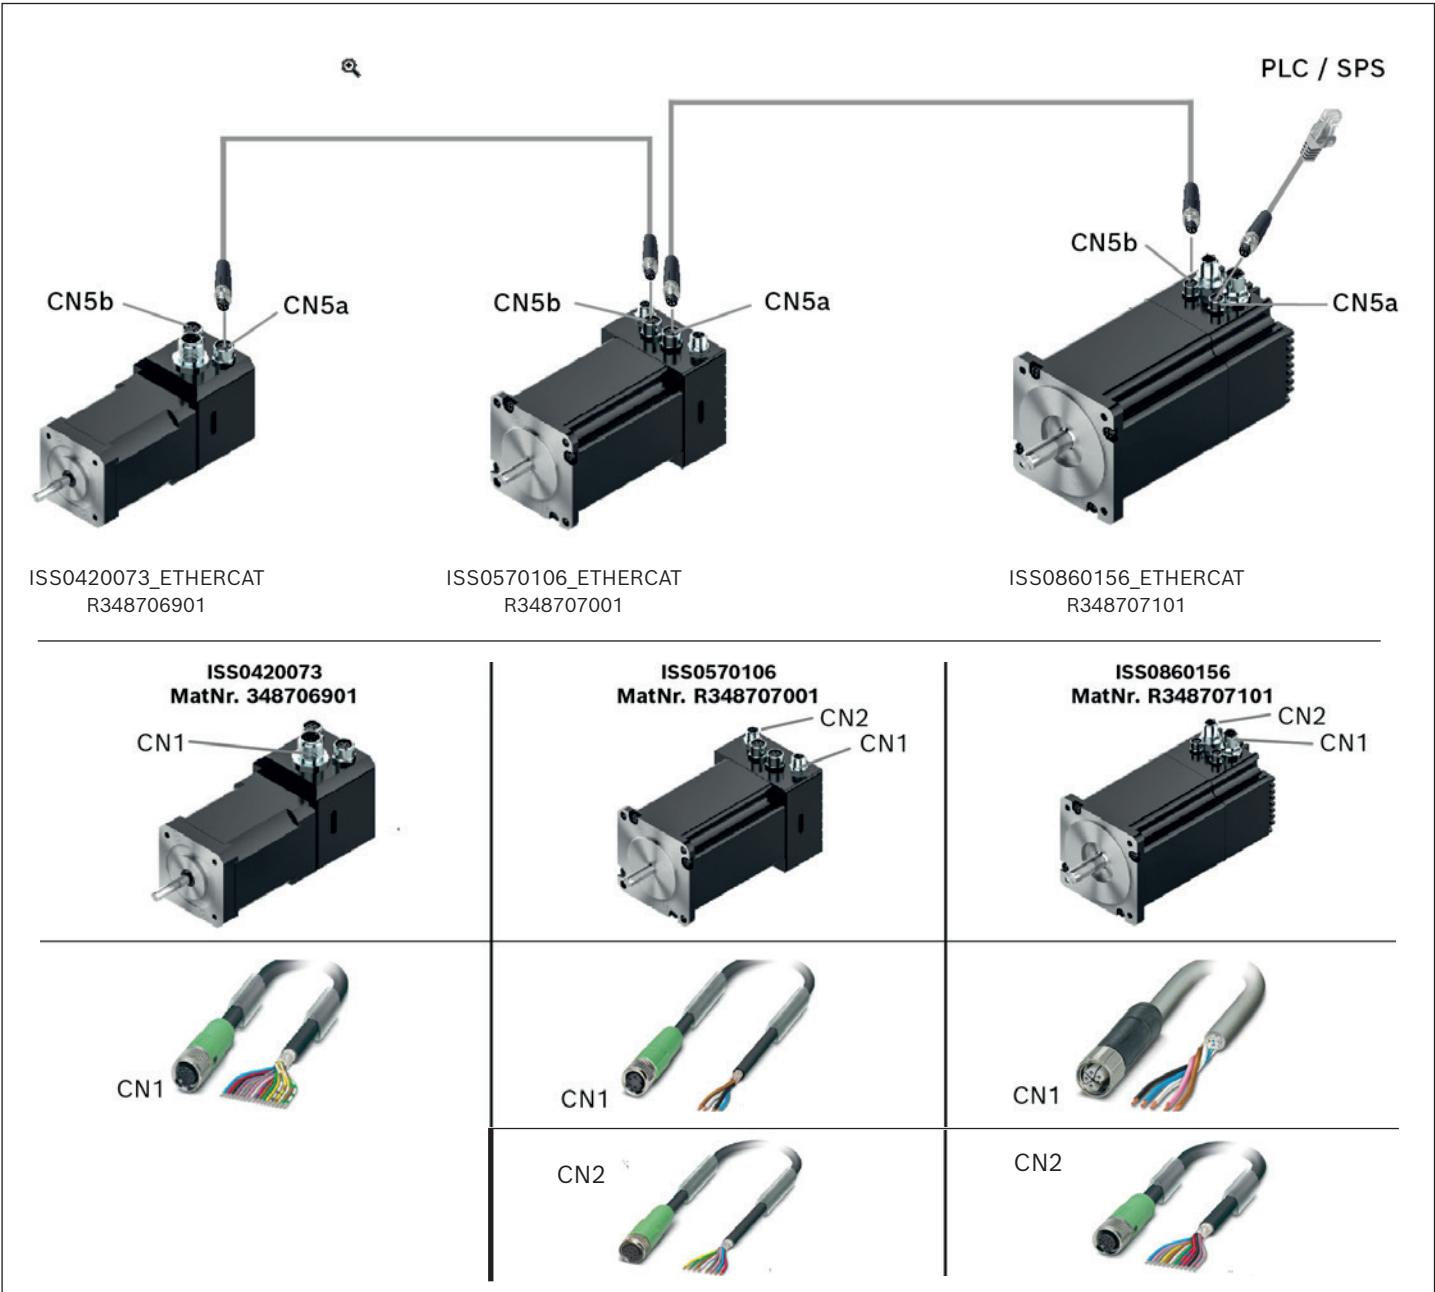 PLC / SPS
CN5b
CN5a
CN5b
CN5a
CN5b
CN5a
ISS0420073_ETHERCAT
R348706901
ISS0570106_ETHERCAT
R348707001
ISS0860156_ETHERCAT
R348707101
ISS0420073
MatNr. 348706901
CN1
ISS0570106
MatNr. R348707001
CN2
CN1
ISS0860156
MatNr. R348707101
CN2
CN1
CN1
CN1
CN1
CN2
CN2